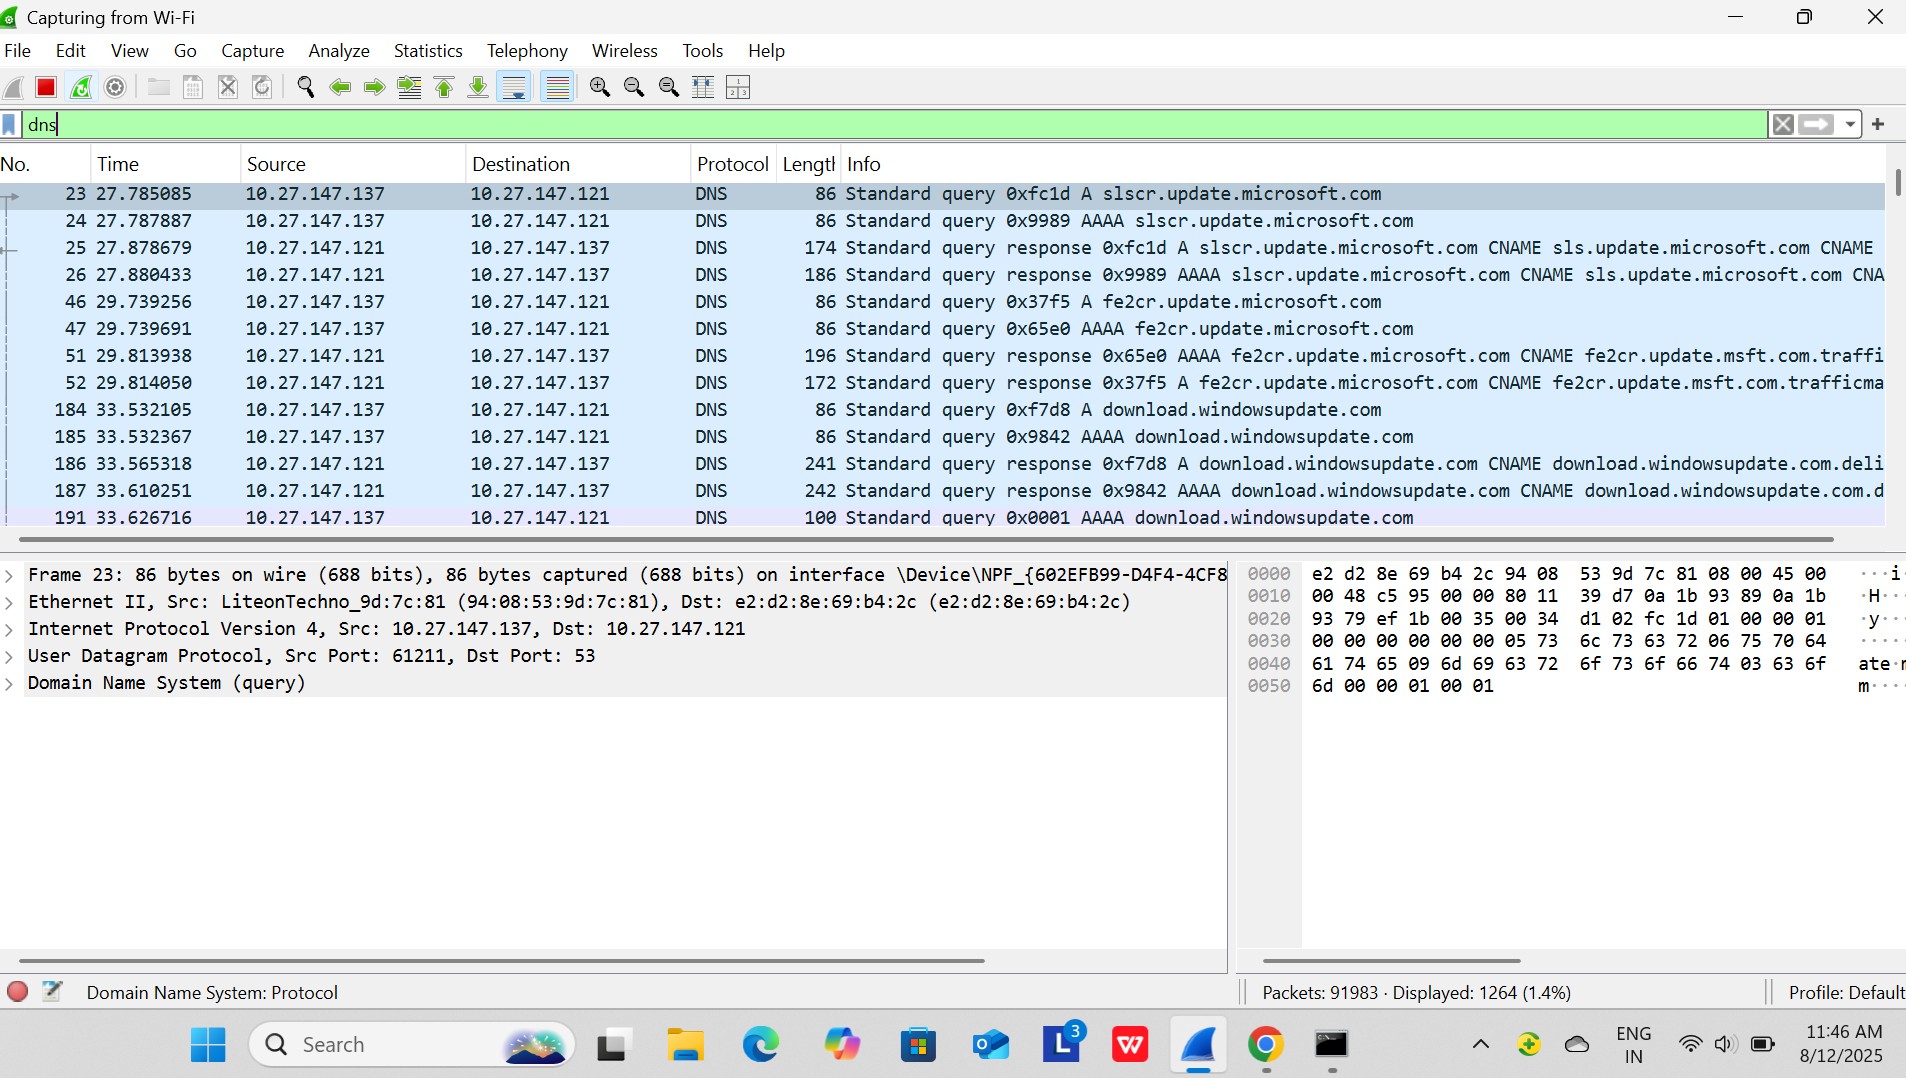 Capturing from Wi-Fi
File Edit View Go Capture Analyze Statistics Telephony Wireless Tools Help
dns
No. Time Source Destination Protocol Length Info
23 27.785085 10.27.147.137 10.27.147.121 DNS 86 Standard query 0xfc1d A slscr.update.microsoft.com
24 27.787887 10.27.147.137 10.27.147.121 DNS 86 Standard query 0x9989 AAAA slscr.update.microsoft.com
25 27.878679 10.27.147.121 10.27.147.137 DNS 174 Standard query response 0xfc1d A slscr.update.microsoft.com CNAME sls.update.microsoft.com CNAME
26 27.880433 10.27.147.121 10.27.147.137 DNS 186 Standard query response 0x9989 AAAA slscr.update.microsoft.com CNAME sls.update.microsoft.com CNA
46 29.739256 10.27.147.137 10.27.147.121 DNS 86 Standard query 0x37f5 A fe2cr.update.microsoft.com
47 29.739691 10.27.147.137 10.27.147.121 DNS 86 Standard query 0x65e0 AAAA fe2cr.update.microsoft.com
51 29.813938 10.27.147.121 10.27.147.137 DNS 196 Standard query response 0x65e0 AAAA fe2cr.update.microsoft.com CNAME fe2cr.update.msft.com.traffi
52 29.814050 10.27.147.121 10.27.147.137 DNS 172 Standard query response 0x37f5 A fe2cr.update.microsoft.com CNAME fe2cr.update.msft.com.trafficma
184 33.532105 10.27.147.137 10.27.147.121 DNS 86 Standard query 0xf7d8 A download.windowsupdate.com
185 33.532367 10.27.147.137 10.27.147.121 DNS 86 Standard query 0x9842 AAAA download.windowsupdate.com
186 33.565318 10.27.147.121 10.27.147.137 DNS 241 Standard query response 0xf7d8 A download.windowsupdate.com CNAME download.windowsupdate.com.deli
187 33.610251 10.27.147.121 10.27.147.137 DNS 242 Standard query response 0x9842 AAAA download.windowsupdate.com CNAME download.windowsupdate.com.d
191 33.626716 10.27.147.137 10.27.147.121 DNS 100 Standard query 0x0001 AAAA download.windowsupdate.com
Frame 23: 86 bytes on wire (688 bits), 86 bytes captured (688 bits) on interface \Device\NPF_{602EFB99-D4F4-4CF8
Ethernet II, Src: LiteonTechno_9d:7c:81 (94:08:53:9d:7c:81), Dst: e2:d2:8e:69:b4:2c (e2:d2:8e:69:b4:2c)
Internet Protocol Version 4, Src: 10.27.147.137, Dst: 10.27.147.121
User Datagram Protocol, Src Port: 61211, Dst Port: 53
Domain Name System (query)
0000 e2 d2 8e 69 b4 2c 94 08 53 9d 7c 81 08 00 45 00 ···i
0010 00 48 c5 95 00 00 80 11 39 d7 0a 1b 93 89 0a 1b ·H··
0020 93 79 ef 1b 00 35 00 34 d1 02 fc 1d 01 00 00 01 ·y··
0030 00 00 00 00 00 00 05 73 6c 73 63 72 06 75 70 64 ····
0040 61 74 65 09 6d 69 63 72 6f 73 6f 66 74 03 63 6f ate·m
0050 6d 00 00 01 00 01 m···
Domain Name System: Protocol
Packets: 91983 · Displayed: 1264 (1.4%)
Profile: Default
Search
3
ENG
IN
11:46 AM
8/12/2025